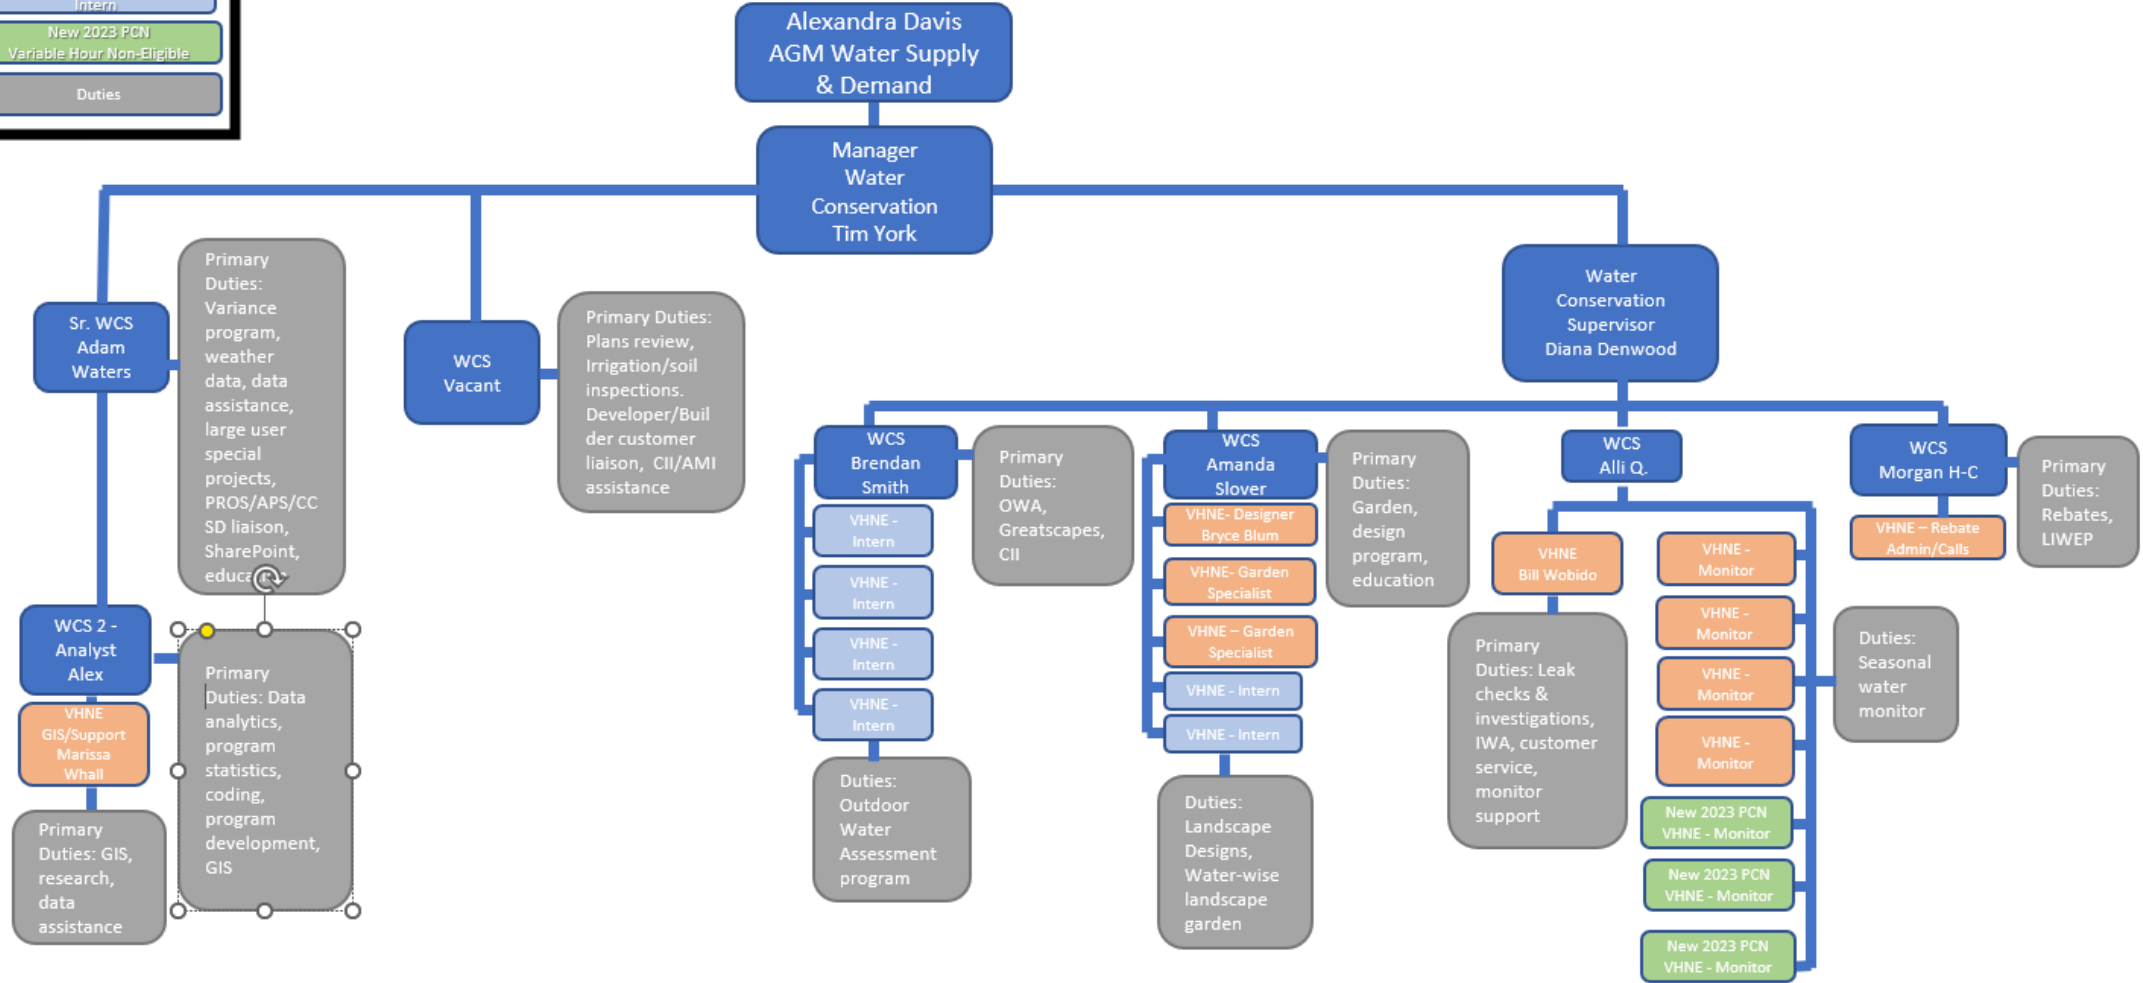 Intern
New 2023 PCN
Variable Hour Non-Eligible
Duties
Alexandra Davis
AGM Water Supply
& Demand
Manager
Water
Conservation
Tim York
Sr. WCS
Adam
Waters
Primary
Duties:
Variance
program,
weather
data, data
assistance,
large user
special
projects,
PROS/APS/CC
SD liaison,
SharePoint,
WCS
Vacant
Primary Duties:
Plans review,
Irrigation/soil
inspections.
Developer/Buil
der customer
liaison, CII/AMI
assistance
Water
Conservation
Supervisor
Diana Denwood
WCS 2 -
Analyst
Alex
Primary
Duties: Data
analytics,
program
statistics,
coding,
program
development,
GIS
VHNE
GIS/Support
Marissa
Whall
Primary
Duties: GIS,
research,
data
assistance
WCS
Brendan
Smith
Primary
Duties:
OWA,
Greatscapes,
CII
VHNE -
Intern
VHNE -
Intern
VHNE -
Intern
VHNE -
Intern
Duties:
Outdoor
Water
Assessment
program
WCS
Amanda
Slover
Primary
Duties:
Garden,
design
program,
education
VHNE- Designer
Bryce Blum
VHNE- Garden
Specialist
VHNE – Garden
Specialist
VHNE - Intern
VHNE - Intern
Duties:
Landscape
Designs,
Water-wise
landscape
garden
WCS
Alli Q.
VHNE
Bill Wobido
Primary
Duties: Leak
checks &
investigations,
IWA, customer
service,
monitor
support
VHNE -
Monitor
VHNE -
Monitor
VHNE -
Monitor
VHNE -
Monitor
New 2023 PCN
VHNE - Monitor
New 2023 PCN
VHNE - Monitor
New 2023 PCN
VHNE - Monitor
Duties:
Seasonal
water
monitor
WCS
Morgan H-C
VHNE – Rebate
Admin/Calls
Primary
Duties:
Rebates,
LIWEP